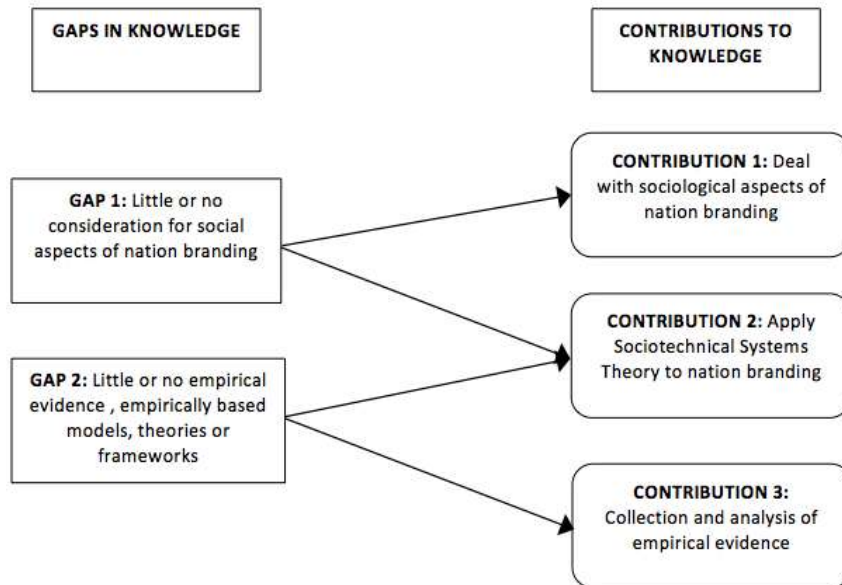 GAPS IN KNOWLEDGE
CONTRIBUTIONS TO
KNOWLEDGE
GAP 1: Little or no
consideration for social
aspects of nation branding
CONTRIBUTION 1: Deal
with sociological aspects of
nation branding
GAP 2: Little or no empirical
evidence , empirically based
models, theories or
frameworks
CONTRIBUTION 2: Apply
Sociotechnical Systems
Theory to nation branding
CONTRIBUTION 3:
Collection and analysis of
empirical evidence